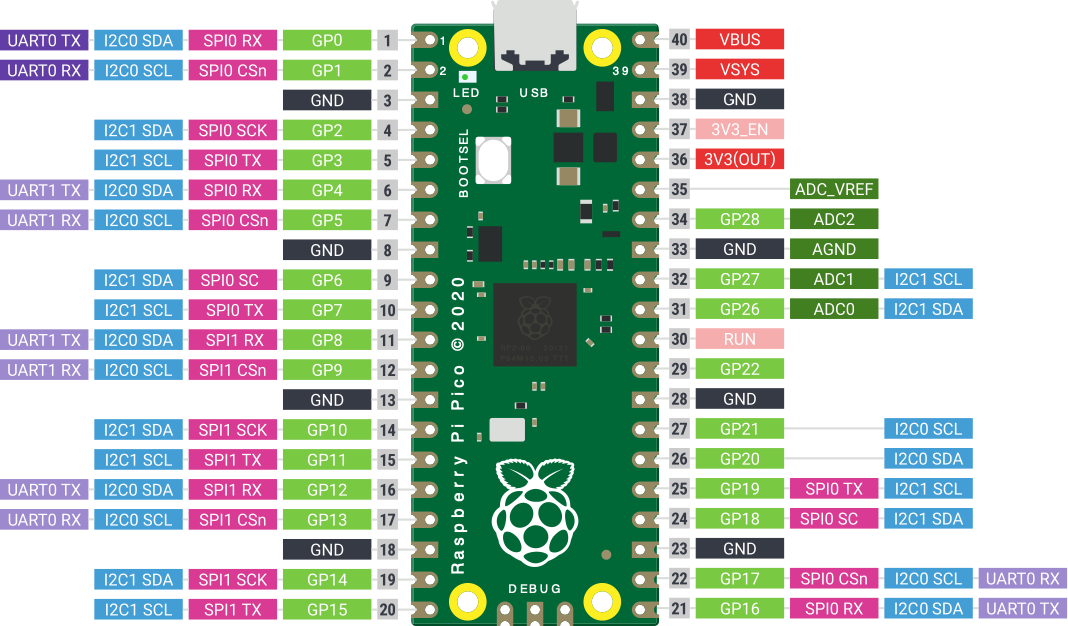 UART0 TX I2C0 SDA SPI0 RX GP0 1 1 40 VBUS
UART0 RX I2C0 SCL SPI0 CSn GP1 2 2 39 39 VSYS
LED USB
GND 3 38 GND
I2C1 SDA SPI0 SCK GP2 4 37 3V3_EN
BOOTSEL
I2C1 SCL SPI0 TX GP3 5 36 3V3(OUT)
UART1 TX I2C0 SDA SPI0 RX GP4 6 35 ADC_VREF
UART1 RX I2C0 SCL SPI0 CSn GP5 7 34 GP28 ADC2
GND 8 33 GND AGND
I2C1 SDA SPI0 SC GP6 9 32 GP27 ADC1 I2C1 SCL
I2C1 SCL SPI0 TX GP7 10 31 GP26 ADC0 I2C1 SDA
UART1 TX I2C0 SDA SPI1 RX GP8 11 30 RUN
UART1 RX I2C0 SCL SPI1 CSn GP9 12 29 GP22
GND 13 28 GND
Raspberry Pi Pico ©2020
I2C1 SDA SPI1 SCK GP10 14 27 GP21 I2C0 SCL
I2C1 SCL SPI1 TX GP11 15 26 GP20 I2C0 SDA
UART0 TX I2C0 SDA SPI1 RX GP12 16 25 GP19 SPI0 TX I2C1 SCL
UART0 RX I2C0 SCL SPI1 CSn GP13 17 24 GP18 SPI0 SC I2C1 SDA
GND 18 23 GND
I2C1 SDA SPI1 SCK GP14 19 22 GP17 SPI0 CSn I2C0 SCL UART0 RX
DEBUG
I2C1 SCL SPI1 TX GP15 20 21 GP16 SPI0 RX I2C0 SDA UART0 TX